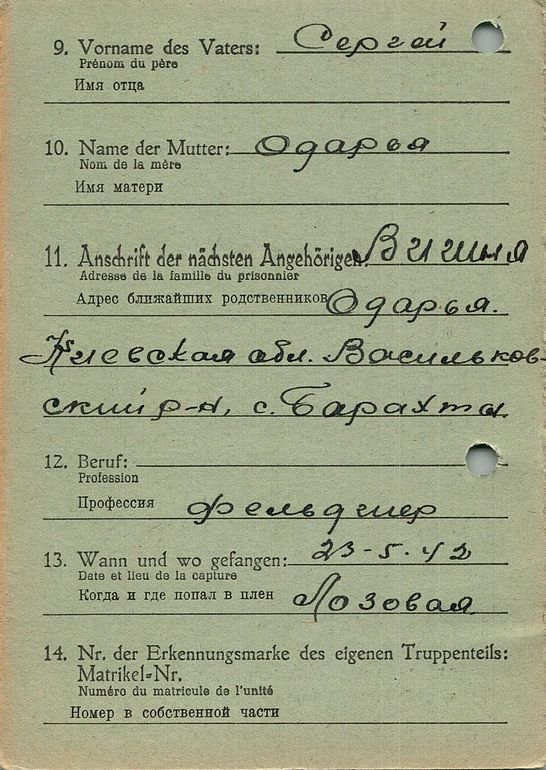 9. Vorname des Vaters: Сергей
Prénom du père
Имя отца
10. Name der Mutter: Одарья
Nom de la mère
Имя матери
11. Anschrift der nächsten Angehörigen:
Adresse de la famille du prisonnier
Адрес ближайших родственников Одарья.
Киевская обл. Васильков-
ский р-н, с. Барахты.
12. Beruf:
Profession
Профессия Фельдшер
13. Wann und wo gefangen: 23-5-42
Date et lieu de la capture
Когда и где попал в плен Лозовая
14. Nr. der Erkennungsmarke des eigenen Truppenteils:
Matrikel-Nr.
Numéro du matricule de l'unité
Номер в собственной части